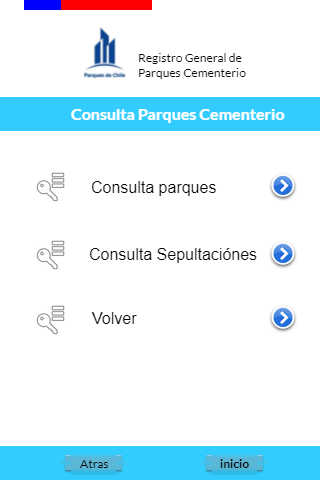 Parques de Chile
Registro General de
Parques Cementerio
Consulta Parques Cementerio
Consulta parques
Consulta Sepultaciónes
Volver
Atras
inicio